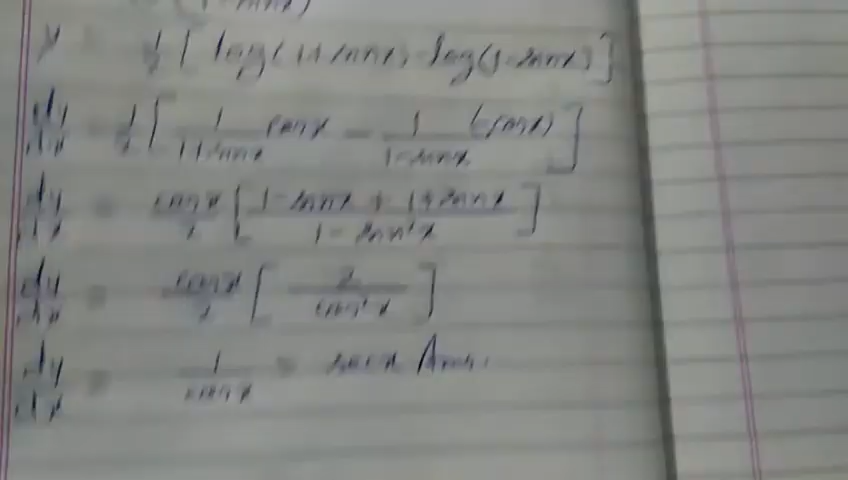 y = 1/2 [ log(1+sinx) - log(1-sinx) ]
dy/dx = 1/2 [ 1/(1+sinx) cosx - 1/(1-sinx) (-cosx) ]
dy/dx = cosx/2 [ (1-sinx + 1+sinx)/(1-sin²x) ]
dy/dx = cosx/2 [ 2/cos²x ]
dy/dx = 1/cosx = secx Ans.